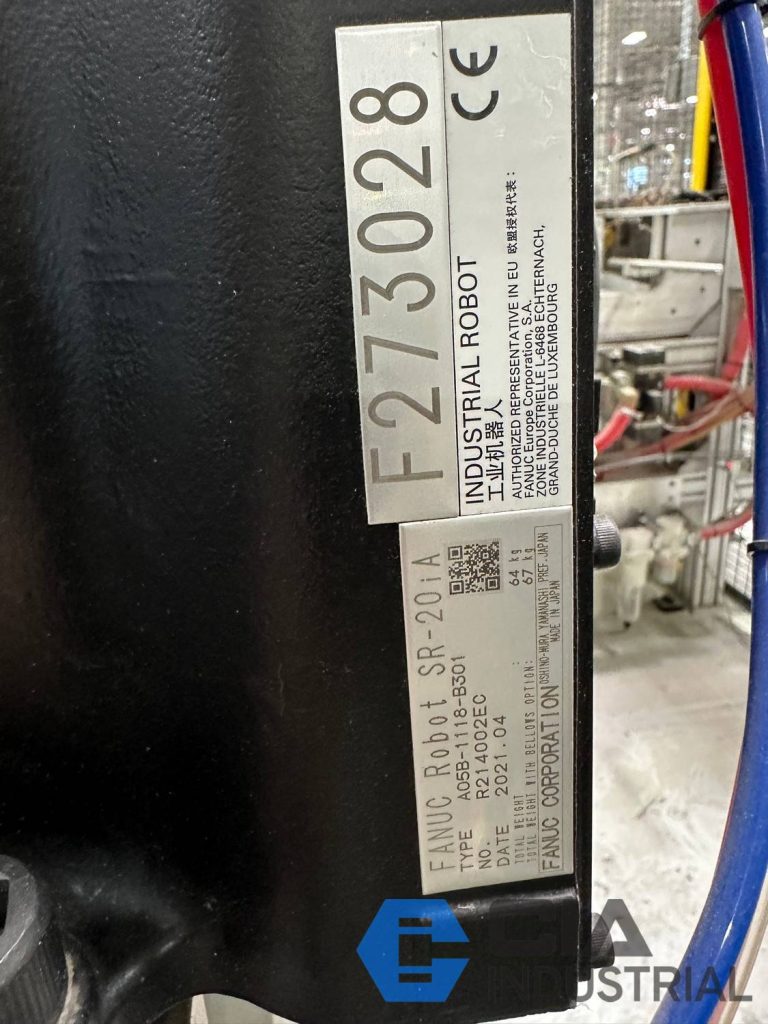 F273028
INDUSTRIAL ROBOT
工业机器人
AUTHORIZED REPRESENTATIVE IN EU 欧盟授权代表:
FANUC Europe Corporation, S.A.
ZONE INDUSTRIELLE L-6468 ECHTERNACH,
GRAND-DUCHE DE LUXEMBOURG
CE
FANUC Robot SR-20iA
TYPE A05B-1118-B301
NO. R214002EC
DATE 2021.04
TOTAL WEIGHT : 64 kg
TOTAL WEIGHT WITH BELLOWS OPTION: 67 kg
FANUC CORPORATION OSHINO-MURA, YAMANASHI PREF. JAPAN
MADE IN JAPAN
CIA
INDUSTRIAL